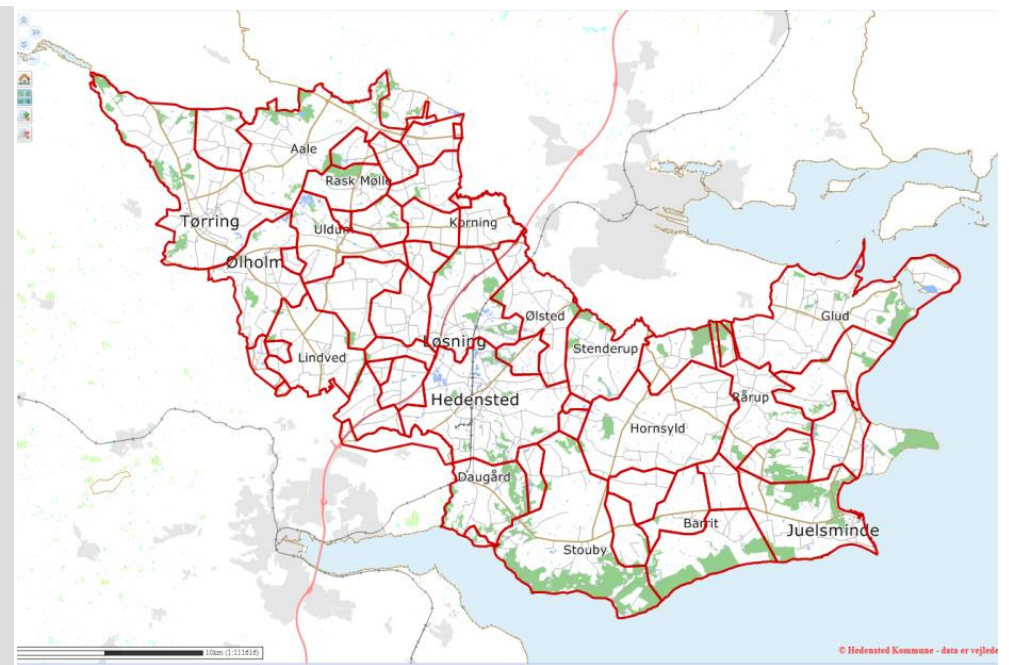 Aale
Rask Mølle
Tørring
Uldum
Korning
Ølholm
Glud
Ølsted
Løsning
Stenderup
Lindved
Hedensted
Rårup
Hornsyld
Daugård
Barrit
Juelsminde
Stouby
10km (1:111616)
© Hedensted Kommune - data er vejlede